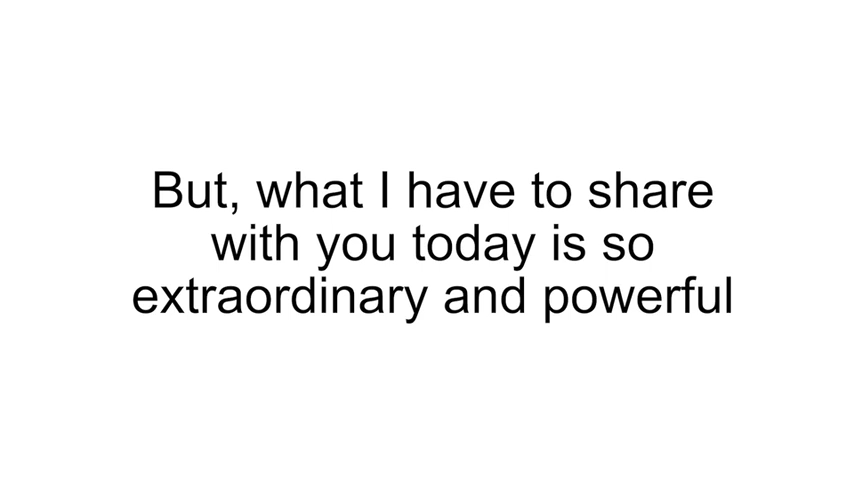 But, what I have to share
with you today is so
extraordinary and powerful